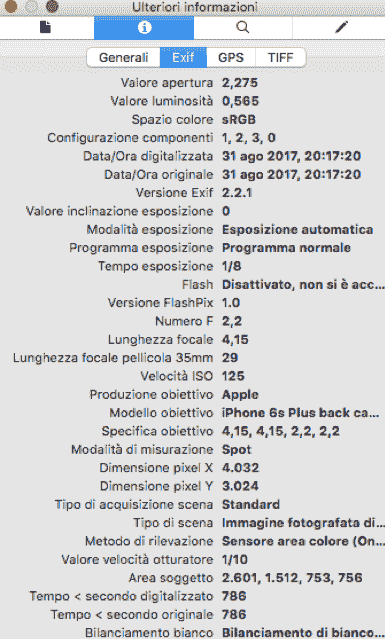 Ulteriori informazioni
Generali Exif GPS TIFF
Valore apertura 2,275
Valore luminosità 0,565
Spazio colore sRGB
Configurazione componenti 1, 2, 3, 0
Data/Ora digitalizzata 31 ago 2017, 20:17:20
Data/Ora originale 31 ago 2017, 20:17:20
Versione Exif 2.2.1
Valore inclinazione esposizione 0
Modalità esposizione Esposizione automatica
Programma esposizione Programma normale
Tempo esposizione 1/8
Flash Disattivato, non si è acc...
Versione FlashPix 1.0
Numero F 2,2
Lunghezza focale 4,15
Lunghezza focale pellicola 35mm 29
Velocità ISO 125
Produzione obiettivo Apple
Modello obiettivo iPhone 6s Plus back ca...
Specifica obiettivo 4,15, 4,15, 2,2, 2,2
Modalità di misurazione Spot
Dimensione pixel X 4.032
Dimensione pixel Y 3.024
Tipo di acquisizione scena Standard
Tipo di scena Immagine fotografata di...
Metodo di rilevazione Sensore area colore (On...
Valore velocità otturatore 1/10
Area soggetto 2.601, 1.512, 753, 756
Tempo < secondo digitalizzato 786
Tempo < secondo originale 786
Bilanciamento bianco Bilanciamento di bianco...